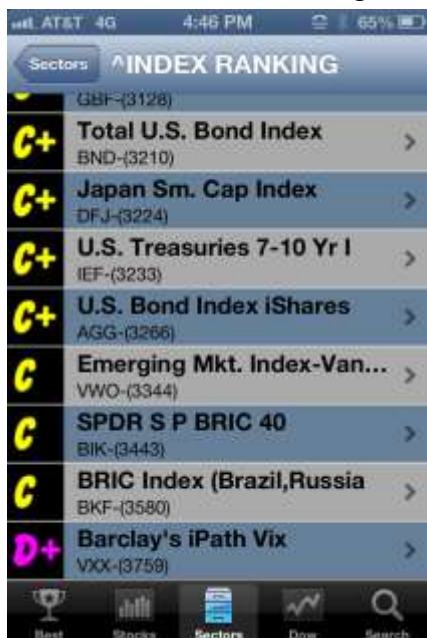 AT&T 4G 4:46 PM 65%
Sectors ^INDEX RANKING
GBF-(3128)
C+ Total U.S. Bond Index
BND-(3210)
C+ Japan Sm. Cap Index
DFJ-(3224)
C+ U.S. Treasuries 7-10 Yr I
IEF-(3233)
C+ U.S. Bond Index iShares
AGG-(3266)
C Emerging Mkt. Index-Van...
VWO-(3344)
C SPDR S P BRIC 40
BIK-(3443)
C BRIC Index (Brazil,Russia
BKF-(3580)
D+ Barclay's iPath Vix
VXX-(3759)
Best Stocks Sectors Dow Search